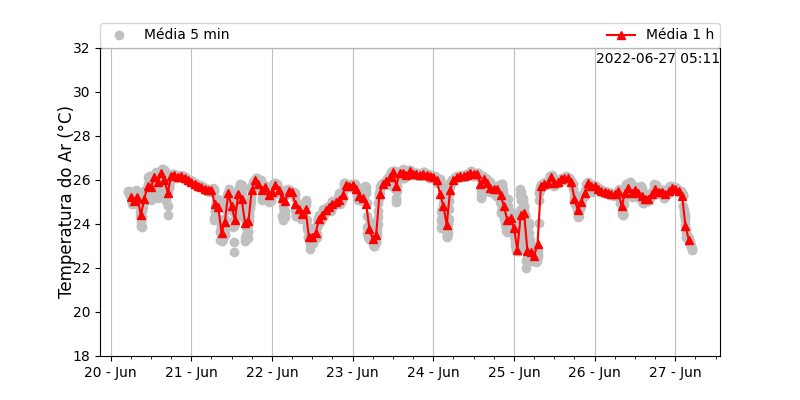 Média 5 min
Média 1 h
2022-06-27 05:11
Temperatura do Ar (°C)
32
30
28
26
24
22
20
18
20 - Jun
21 - Jun
22 - Jun
23 - Jun
24 - Jun
25 - Jun
26 - Jun
27 - Jun